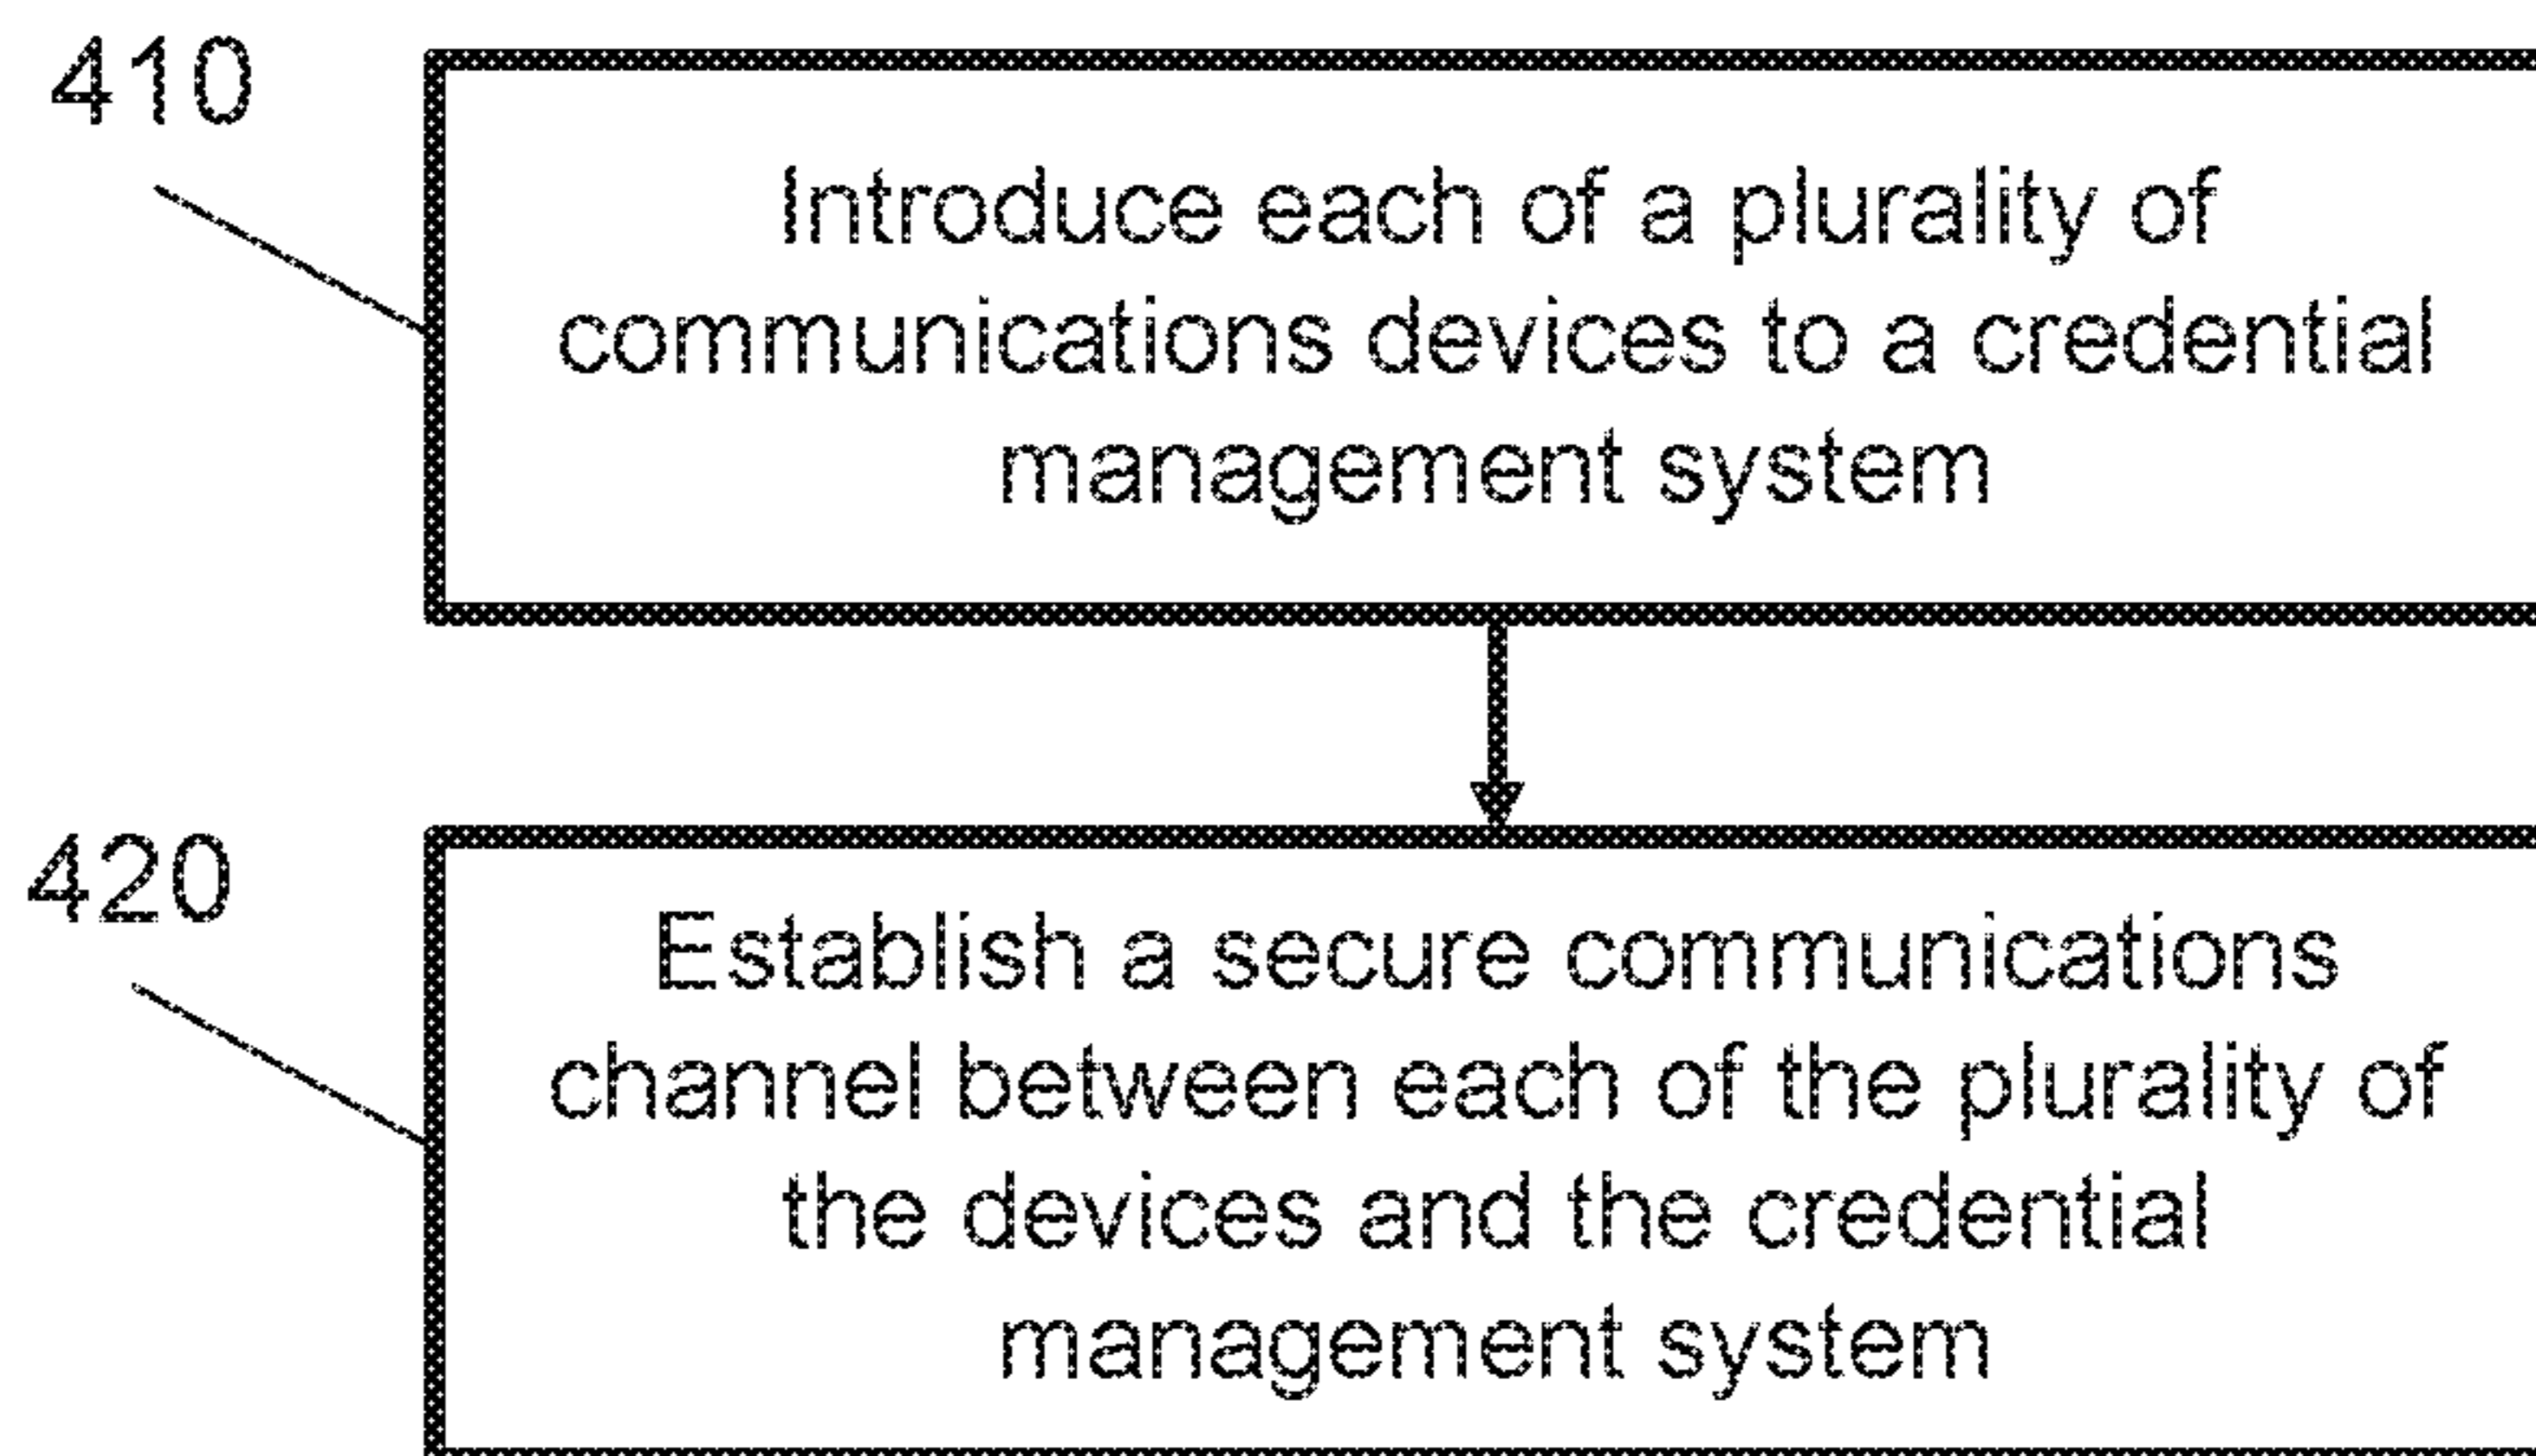 410
Introduce each of a plurality of
communications devices to a credential
management system
420
Establish a secure communications
channel between each of the plurality of
the devices and the credential
management system